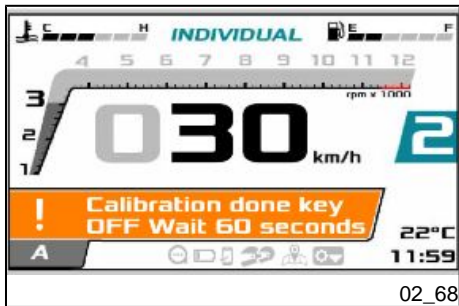 C H INDIVIDUAL E F
4 5 6 7 8 9 10 11 12
rpm x 1000
3
2
1
030 km/h 2
! Calibration done key
OFF Wait 60 seconds
22°C
A 11:59
02_68